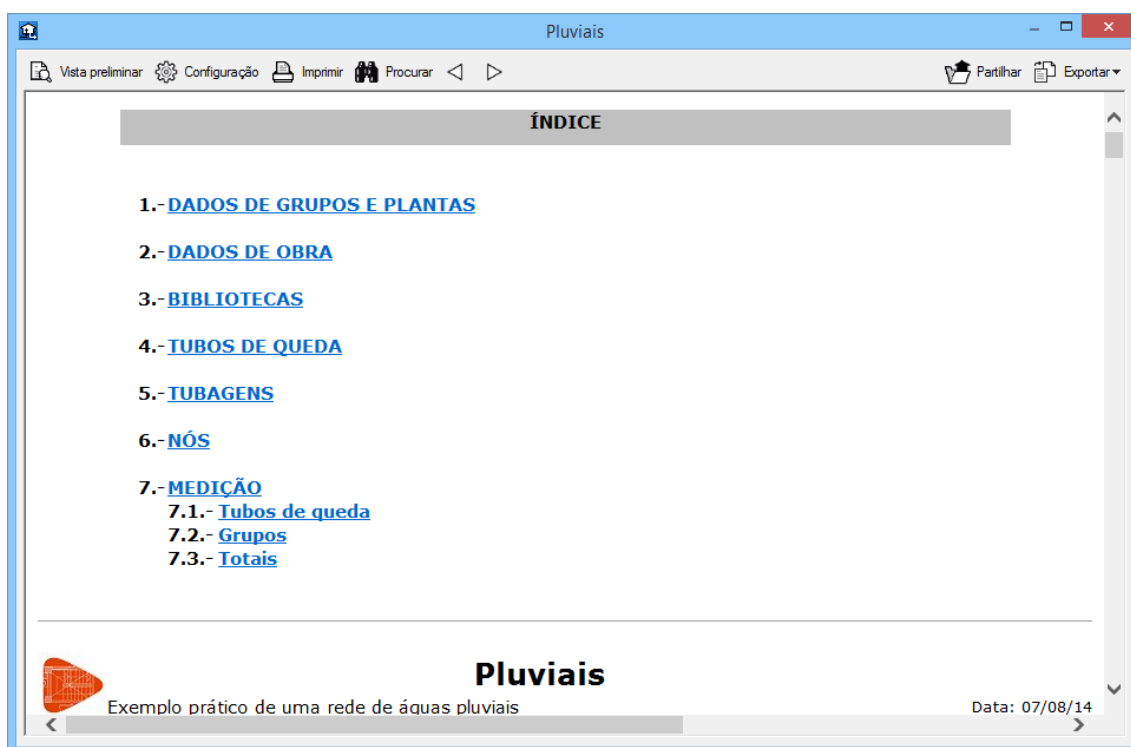 Pluviais
Vista preliminar Configuração Imprimir Procurar Partilhar Exportar
ÍNDICE
1.-DADOS DE GRUPOS E PLANTAS
2.-DADOS DE OBRA
3.-BIBLIOTECAS
4.-TUBOS DE QUEDA
5.-TUBAGENS
6.-NÓS
7.-MEDIÇÃO
7.1.- Tubos de queda
7.2.- Grupos
7.3.- Totais
Pluviais
Exemplo prático de uma rede de águas pluviais Data: 07/08/14